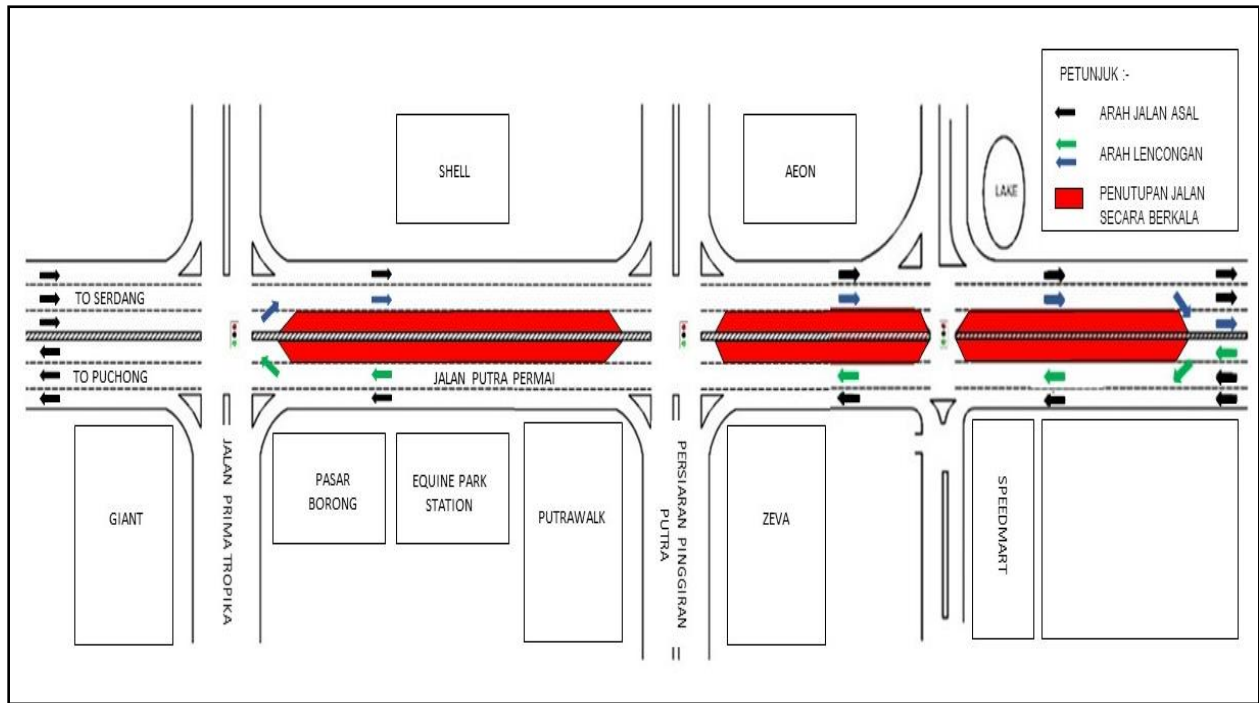 PETUNJUK :-
ARAH JALAN ASAL
ARAH LENCONGAN
PENUTUPAN JALAN
SECARA BERKALA
SHELL
AEON
LAKE
TO SERDANG
TO PUCHONG
JALAN PUTRA PERMAI
GIANT
JALAN PRIMA TROPIKA
PASAR
BORONG
EQUINE PARK
STATION
PUTRAWALK
PERSIARAN PINGGIRAN
PUTRA
ZEVA
SPEEDMART